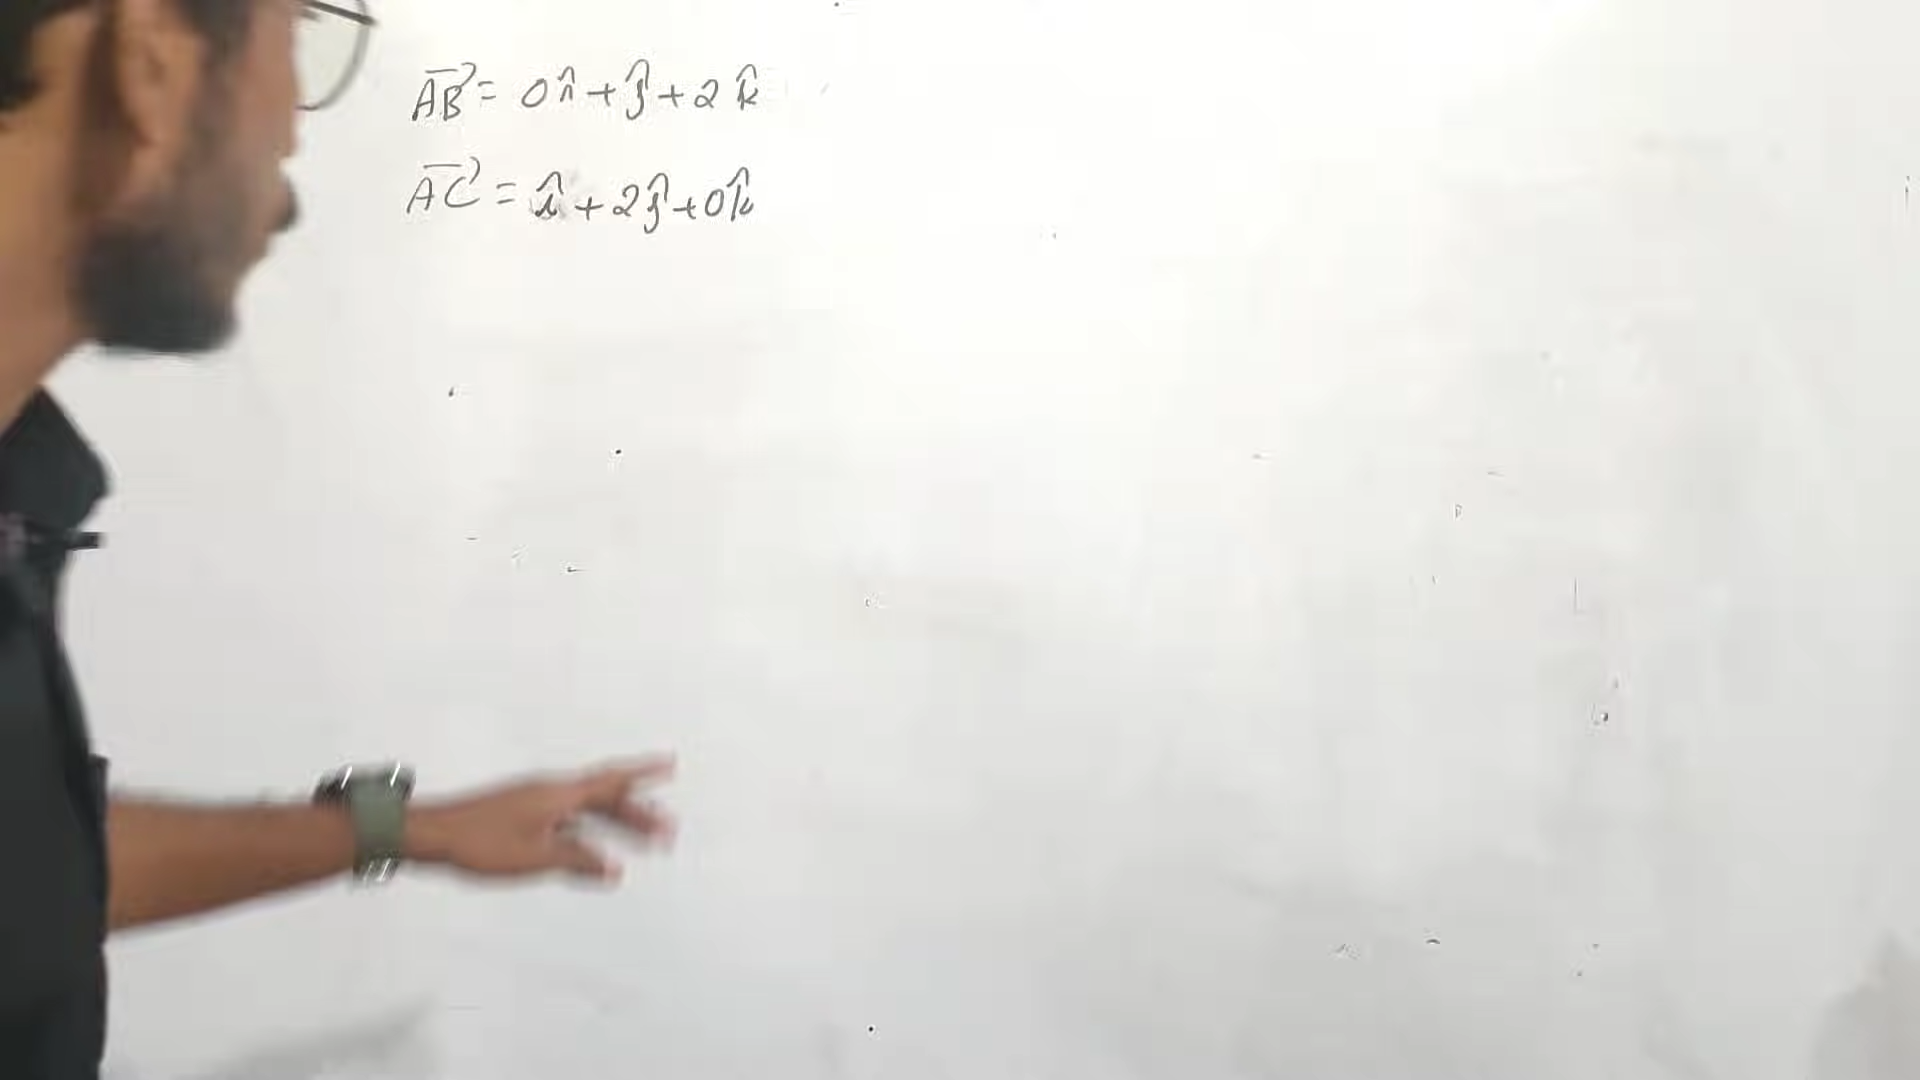 AB⃗ = 0î + ĵ + 2k̂
AC⃗ = î + 2ĵ + 0k̂